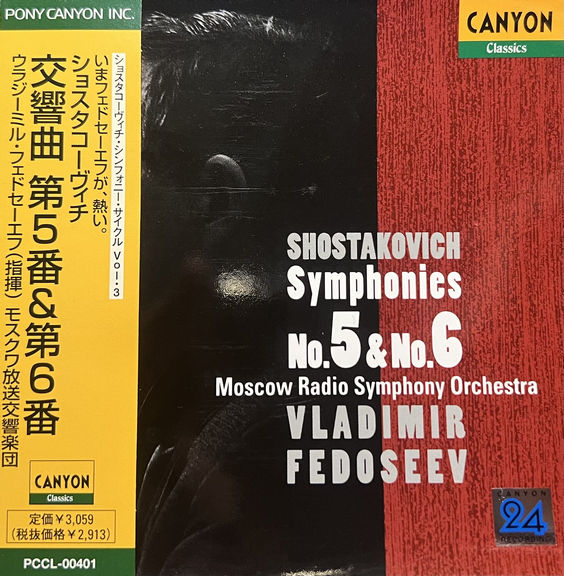 PONY CANYON INC.
ショスタコーヴィチ・シンフォニー・サイクル Vol.3
いまフェドセーエフが、熱い。
ショスタコーヴィチ
交響曲 第5番&第6番
ウラジーミル・フェドセーエフ(指揮) モスクワ放送交響楽団
CANYON
Classics
定価¥3,059
(税抜価格¥2,913)
PCCL-00401
CANYON
Classics
SHOSTAKOVICH
Symphonies
No.5 & No.6
Moscow Radio Symphony Orchestra
VLADIMIR
FEDOSEEV
CANYON
24
RECORDING